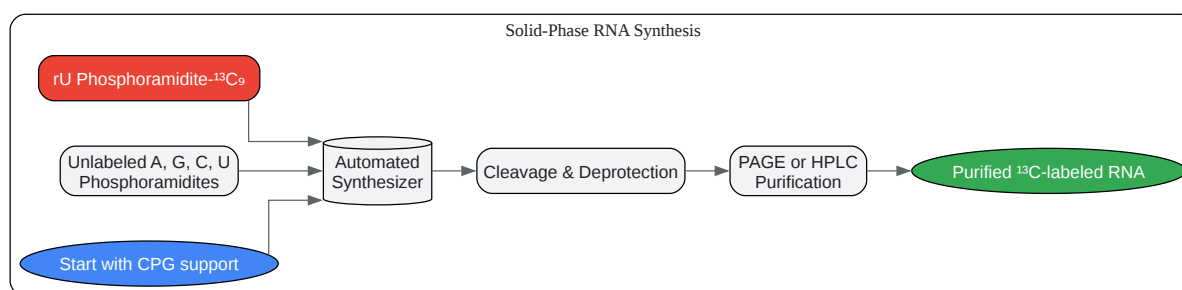 Solid-Phase RNA Synthesis
rU Phosphoramidite-¹³C₉
Unlabeled A, G, C, U
Phosphoramidites
Start with CPG support
Automated
Synthesizer
Cleavage & Deprotection
PAGE or HPLC
Purification
Purified ¹³C-labeled RNA